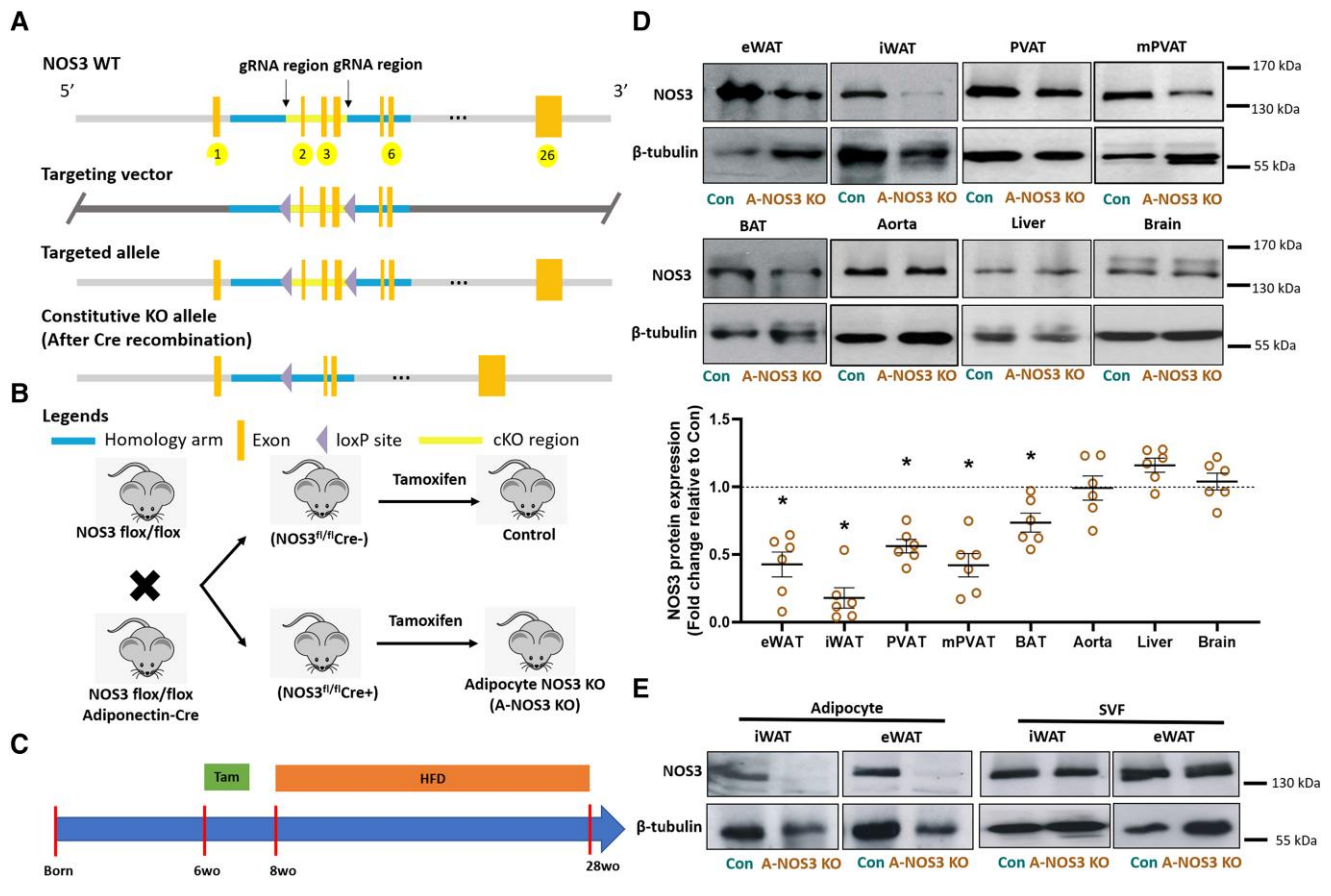 A
NOS3 WT
gRNA region gRNA region
5’ 3’
...
1 2 3 6 26
Targeting vector
Targeted allele
...
Constitutive KO allele
(After Cre recombination)
...
B
Legends
Homology arm Exon loxP site cKO region
NOS3 flox/flox
(NOS3fl/flCre-)
Tamoxifen
Control
NOS3 flox/flox
Adiponectin-Cre
(NOS3fl/flCre+)
Tamoxifen
Adipocyte NOS3 KO
(A-NOS3 KO)
C
Tam HFD
Born 6wo 8wo 28wo
D
eWAT iWAT PVAT mPVAT
NOS3 170 kDa
130 kDa
β-tubulin 55 kDa
Con A-NOS3 KO Con A-NOS3 KO Con A-NOS3 KO Con A-NOS3 KO
BAT Aorta Liver Brain
NOS3 170 kDa
130 kDa
β-tubulin 55 kDa
Con A-NOS3 KO Con A-NOS3 KO Con A-NOS3 KO Con A-NOS3 KO
NOS3 protein expression
(Fold change relative to Con)
1.5
1.0
0.5
0.0
* * * * *
eWAT iWAT PVAT mPVAT BAT Aorta Liver Brain
E
Adipocyte SVF
iWAT eWAT iWAT eWAT
NOS3 130 kDa
β-tubulin 55 kDa
Con A-NOS3 KO Con A-NOS3 KO Con A-NOS3 KO Con A-NOS3 KO